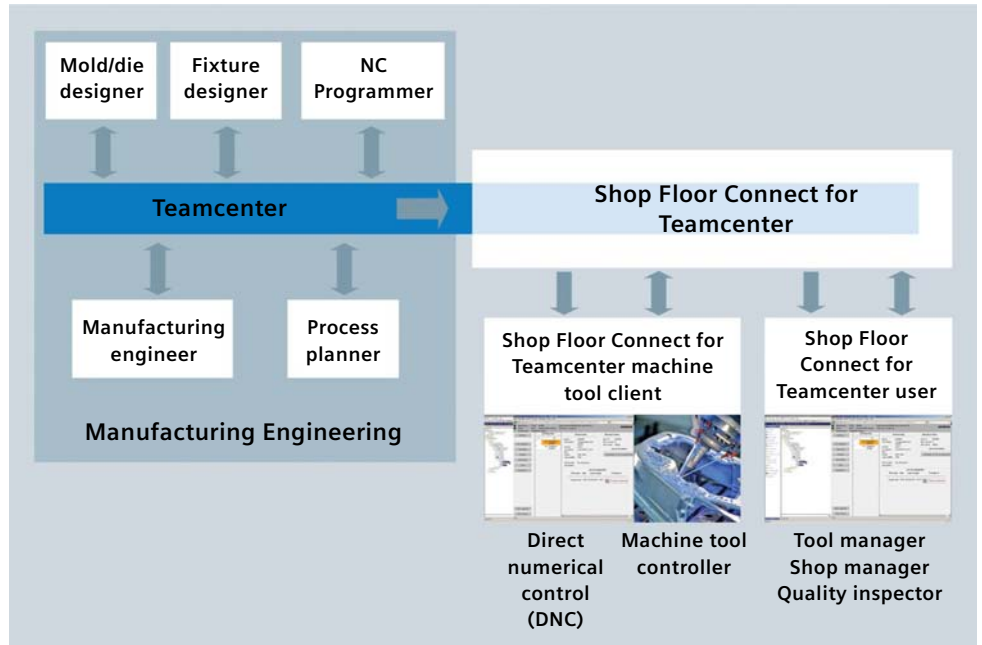 Mold/die
designer
Fixture
designer
NC
Programmer
Teamcenter
Shop Floor Connect for
Teamcenter
Manufacturing
engineer
Process
planner
Manufacturing Engineering
Shop Floor Connect for
Teamcenter machine
tool client
Shop Floor
Connect for
Teamcenter user
Direct
numerical
control
(DNC)
Machine tool
controller
Tool manager
Shop manager
Quality inspector